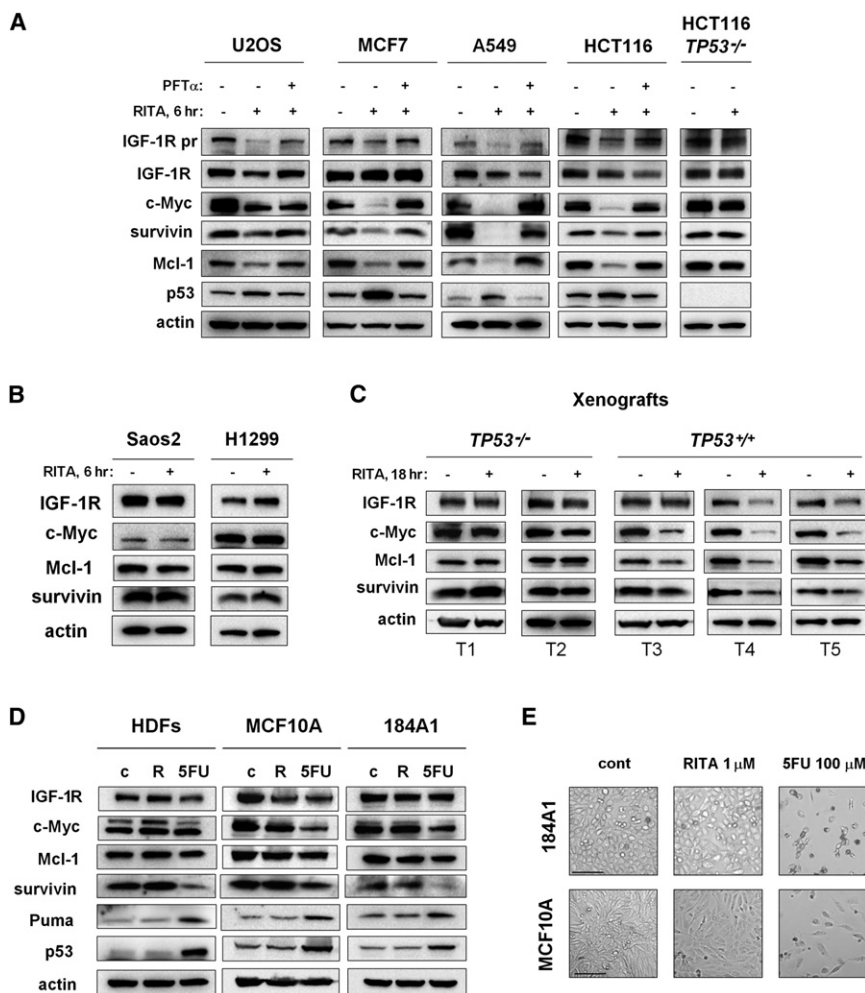 A
U2OS MCF7 A549 HCT116 HCT116
TP53-/-
PFTα - - + - - + - - + - - + - -
RITA, 6 hr: - + + - + + - + + - + + - +
IGF-1R pr
IGF-1R
c-Myc
survivin
Mcl-1
p53
actin
B
Saos2 H1299
RITA, 6 hr: - + - +
IGF-1R
c-Myc
Mcl-1
survivin
actin
C
Xenografts
TP53-/- TP53+/+
RITA, 18 hr: - + - + - + - + - +
IGF-1R
c-Myc
Mcl-1
survivin
actin
T1 T2 T3 T4 T5
D
HDFs MCF10A 184A1
c R 5FU c R 5FU c R 5FU
IGF-1R
c-Myc
Mcl-1
survivin
Puma
p53
actin
E
cont RITA 1 µM 5FU 100 µM
184A1
MCF10A